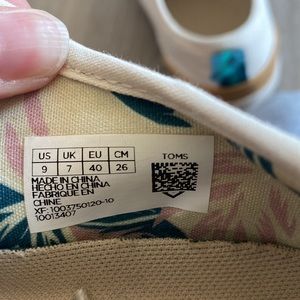 US UK EU CM TOMS
9 7 40 26
MADE IN CHINA
HECHO EN CHINA
FABRIQUE EN
CHINE
XF: 1003750120-10
10013407